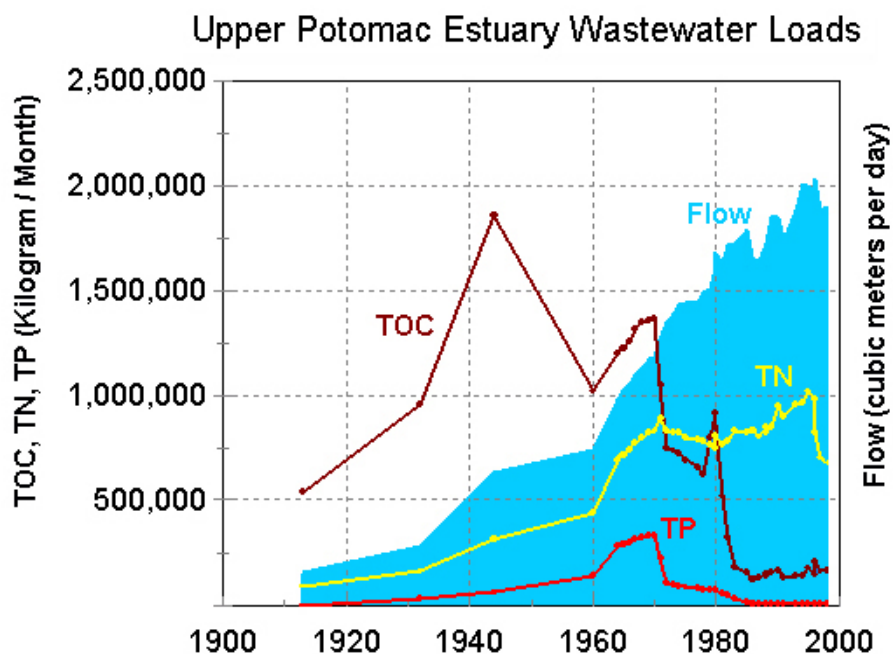 Upper Potomac Estuary Wastewater Loads
TOC, TN, TP (Kilogram / Month)
2,500,000
2,000,000
1,500,000
1,000,000
500,000
Flow
TOC
TN
TP
Flow (cubic meters per day)
1900 1920 1940 1960 1980 2000